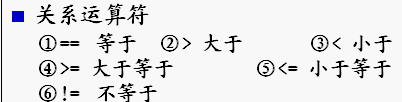 关系运算符
①== 等于 ②> 大于 ③< 小于
④>= 大于等于 ⑤<= 小于等于
⑥!= 不等于